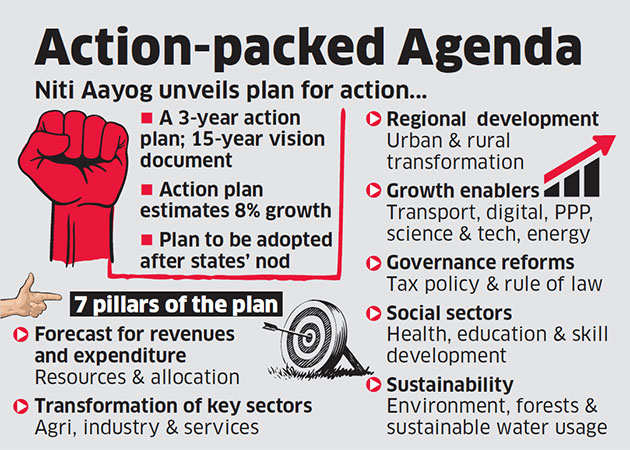 Action-packed Agenda
Niti Aayog unveils plan for action...
A 3-year action
plan; 15-year vision
document
Action plan
estimates 8% growth
Plan to be adopted
after states’ nod
7 pillars of the plan
Forecast for revenues
and expenditure
Resources & allocation
Transformation of key sectors
Agri, industry & services
Regional development
Urban & rural
transformation
Growth enablers
Transport, digital, PPP,
science & tech, energy
Governance reforms
Tax policy & rule of law
Social sectors
Health, education & skill
development
Sustainability
Environment, forests &
sustainable water usage